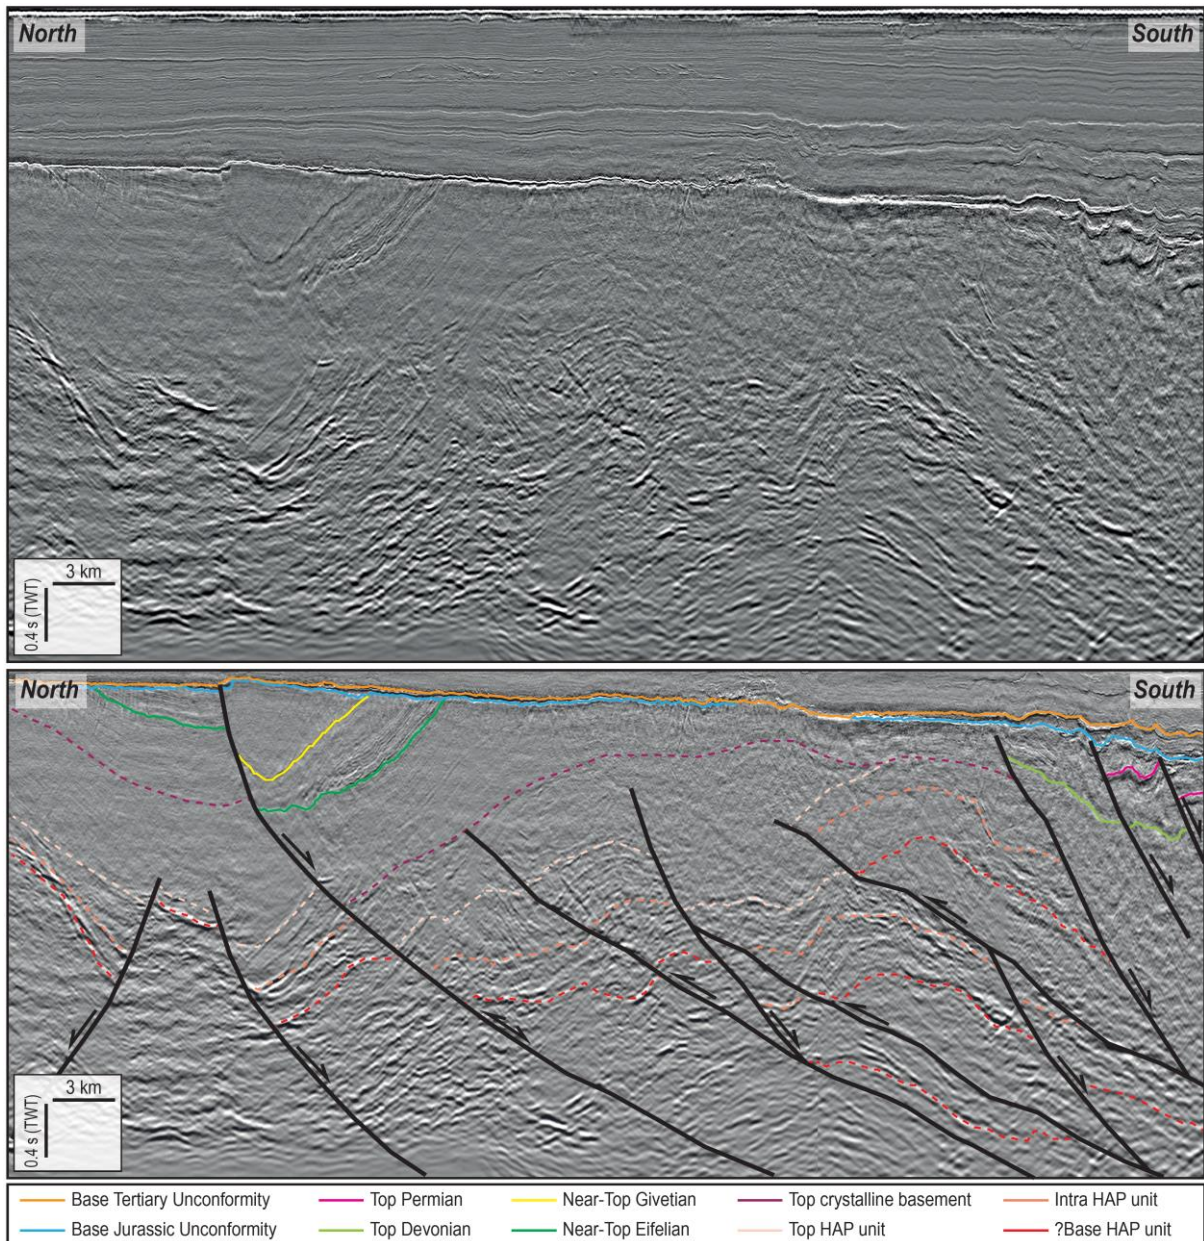 North South
3 km
0.4 s (TWT)
North South
3 km
0.4 s (TWT)
Base Tertiary Unconformity Top Permian Near-Top Givetian Top crystalline basement Intra HAP unit
Base Jurassic Unconformity Top Devonian Near-Top Eifelian Top HAP unit ?Base HAP unit